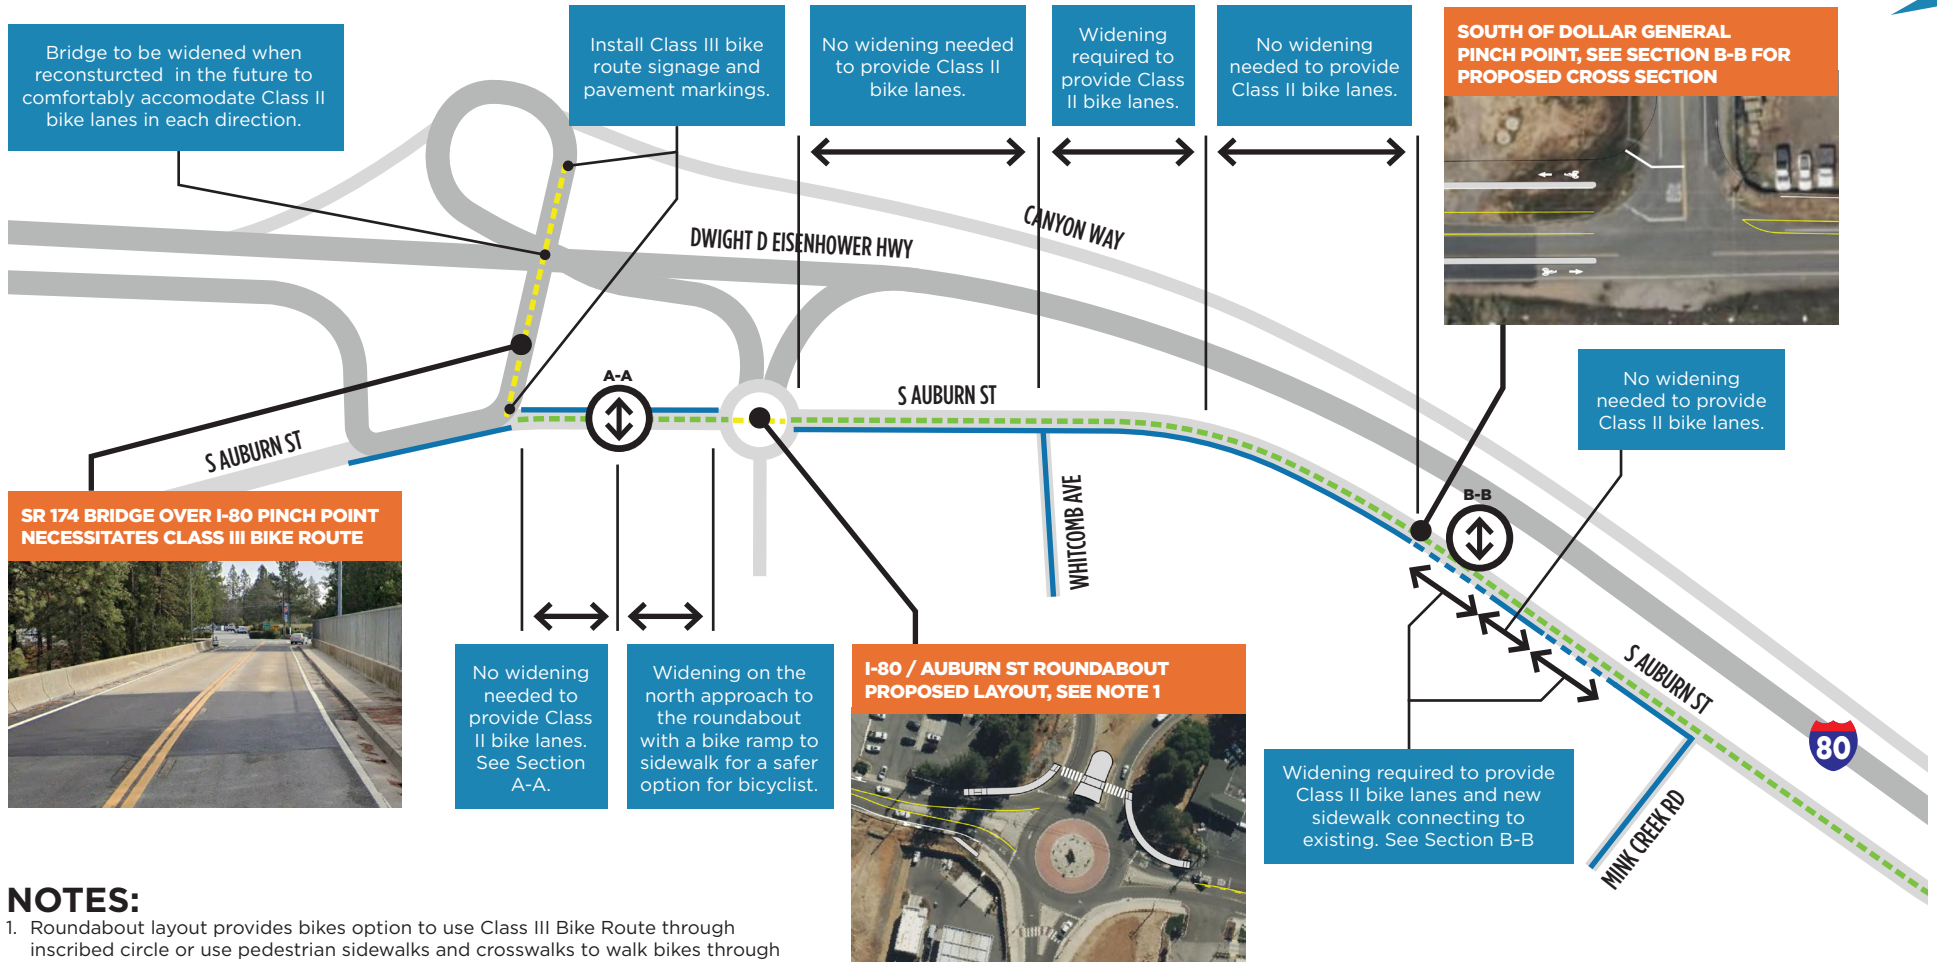 Bridge to be widened when
reconsturcted in the future to
comfortably accomodate Class II
bike lanes in each direction.
Install Class III bike
route signage and
pavement markings.
No widening needed
to provide Class II
bike lanes.
Widening
required to
provide Class
II bike lanes.
No widening
needed to provide
Class II bike lanes.
SOUTH OF DOLLAR GENERAL
PINCH POINT, SEE SECTION B-B FOR
PROPOSED CROSS SECTION
CANYON WAY
DWIGHT D EISENHOWER HWY
No widening
needed to provide
Class II bike lanes.
A-A
S AUBURN ST
S AUBURN ST
WHITCOMB AVE
B-B
SR 174 BRIDGE OVER I-80 PINCH POINT
NECESSITATES CLASS III BIKE ROUTE
No widening
needed to
provide Class
II bike lanes.
See Section
A-A.
Widening on the
north approach to
the roundabout
with a bike ramp to
sidewalk for a safer
option for bicyclist.
I-80 / AUBURN ST ROUNDABOUT
PROPOSED LAYOUT, SEE NOTE 1
S AUBURN ST
80
Widening required to provide
Class II bike lanes and new
sidewalk connecting to
existing. See Section B-B
MINK CREEK RD
NOTES:
1. Roundabout layout provides bikes option to use Class III Bike Route through
inscribed circle or use pedestrian sidewalks and crosswalks to walk bikes through